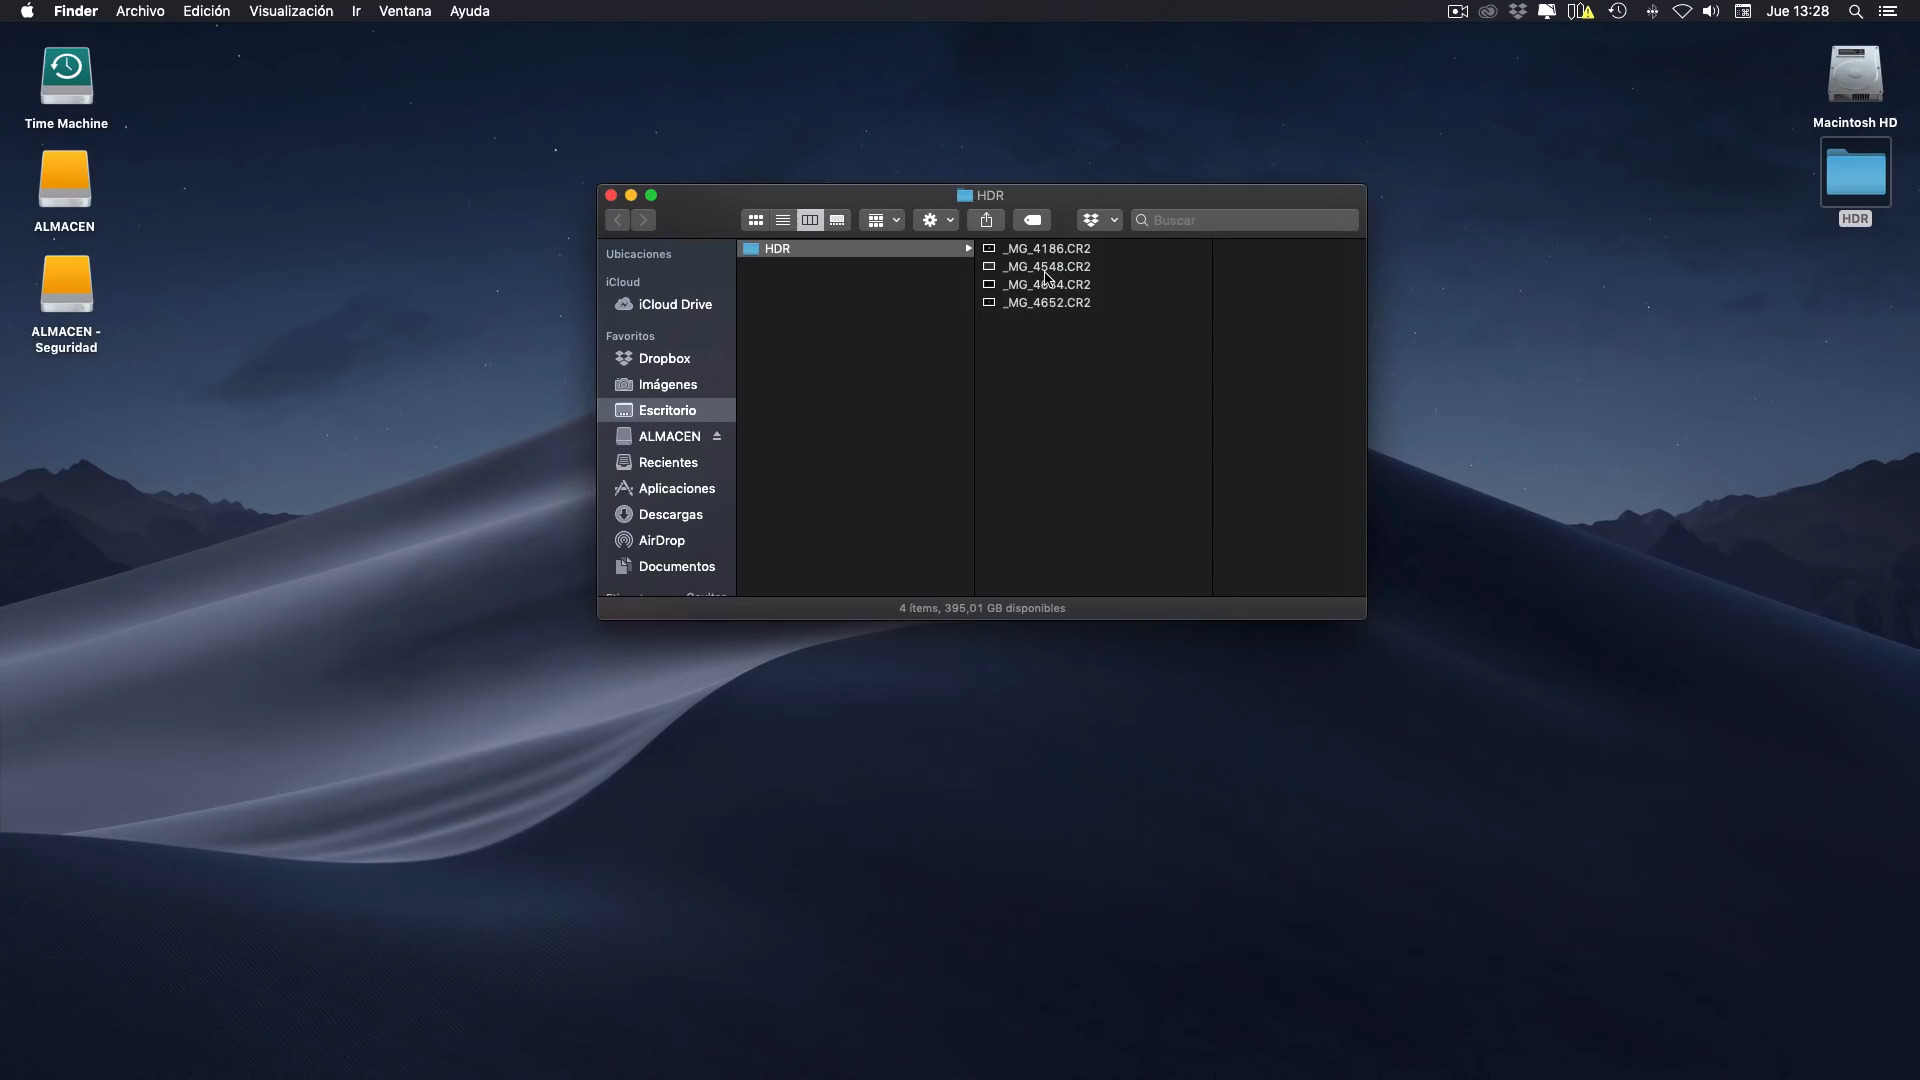 Finder Archivo Edición Visualización Ir Ventana Ayuda
Jue 13:28
Time Machine
ALMACEN
ALMACEN -
Seguridad
Macintosh HD
HDR
HDR
Buscar
Ubicaciones
iCloud
iCloud Drive
Favoritos
Dropbox
Imágenes
Escritorio
ALMACEN
Recientes
Aplicaciones
Descargas
AirDrop
Documentos
HDR
_MG_4186.CR2
_MG_4548.CR2
_MG_4652.CR2
4 ítems, 395,01 GB disponibles